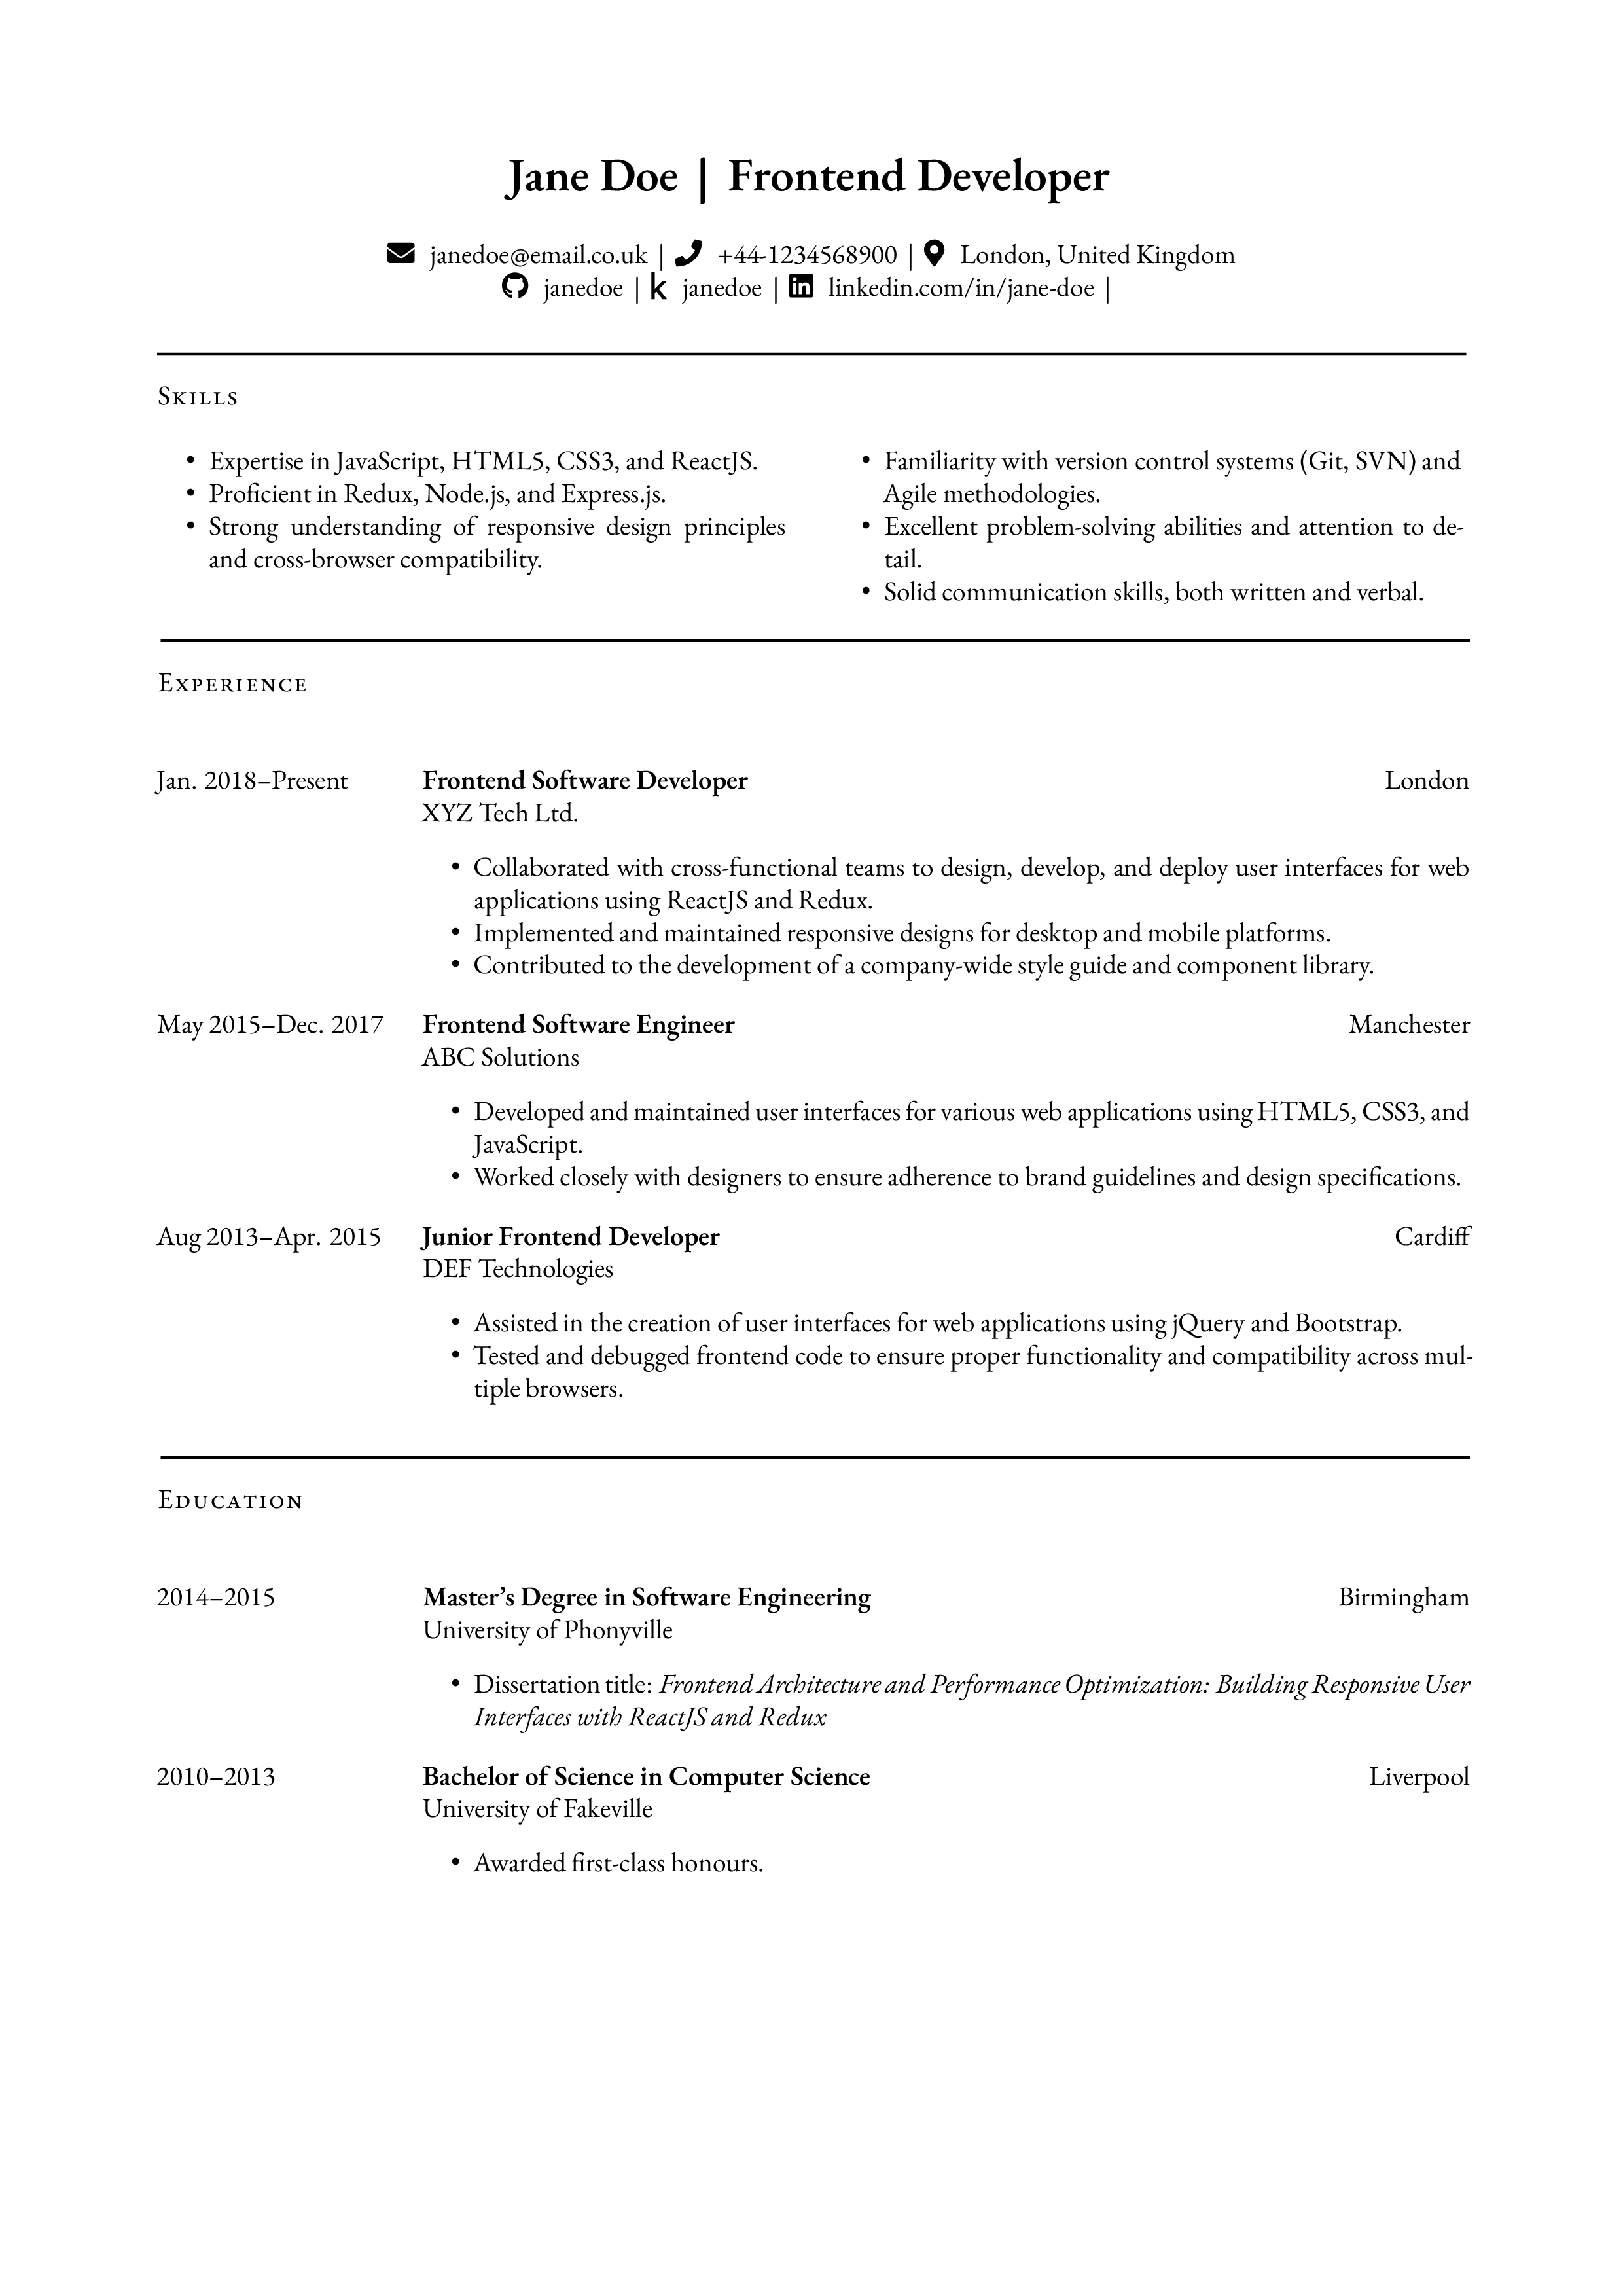 Jane Doe | Frontend Developer
janedoe@email.co.uk | +44-1234568900 | London, United Kingdom
janedoe | k janedoe | linkedin.com/in/jane-doe |
Skills
• Expertise in JavaScript, HTML5, CSS3, and ReactJS.
• Proficient in Redux, Node.js, and Express.js.
• Strong understanding of responsive design principles
and cross-browser compatibility.
• Familiarity with version control systems (Git, SVN) and
Agile methodologies.
• Excellent problem-solving abilities and attention to de-
tail.
• Solid communication skills, both written and verbal.
Experience
Jan. 2018–Present Frontend Software Developer London
XYZ Tech Ltd.
• Collaborated with cross-functional teams to design, develop, and deploy user interfaces for web
applications using ReactJS and Redux.
• Implemented and maintained responsive designs for desktop and mobile platforms.
• Contributed to the development of a company-wide style guide and component library.
May 2015–Dec. 2017 Frontend Software Engineer Manchester
ABC Solutions
• Developed and maintained user interfaces for various web applications using HTML5, CSS3, and
JavaScript.
• Worked closely with designers to ensure adherence to brand guidelines and design specifications.
Aug 2013–Apr. 2015 Junior Frontend Developer Cardiff
DEF Technologies
• Assisted in the creation of user interfaces for web applications using jQuery and Bootstrap.
• Tested and debugged frontend code to ensure proper functionality and compatibility across mul-
tiple browsers.
Education
2014–2015 Master’s Degree in Software Engineering Birmingham
University of Phonyville
• Dissertation title: Frontend Architecture and Performance Optimization: Building Responsive User
Interfaces with ReactJS and Redux
2010–2013 Bachelor of Science in Computer Science Liverpool
University of Fakeville
• Awarded first-class honours.